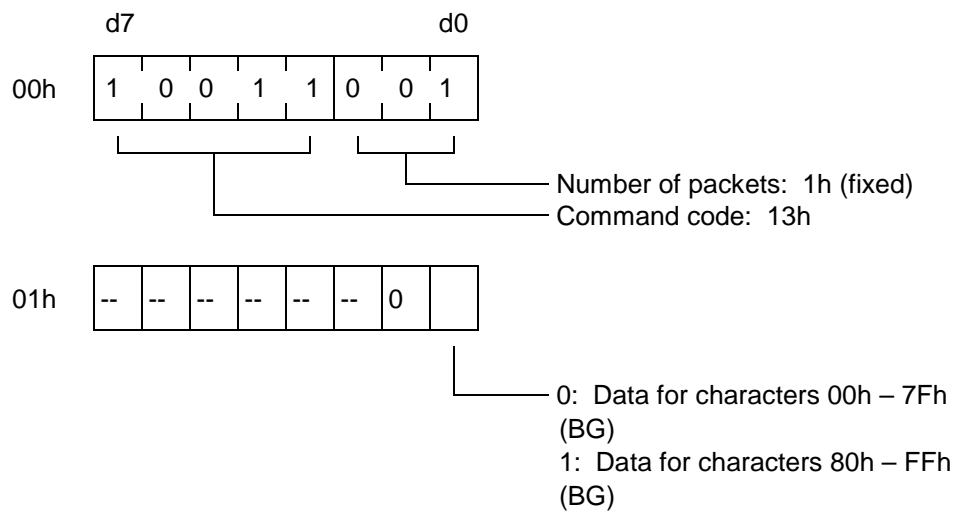 d7 d0
00h 1 0 0 1 1 0 0 1
Number of packets: 1h (fixed)
Command code: 13h
01h -- -- -- -- -- -- 0
0: Data for characters 00h – 7Fh
(BG)
1: Data for characters 80h – FFh
(BG)